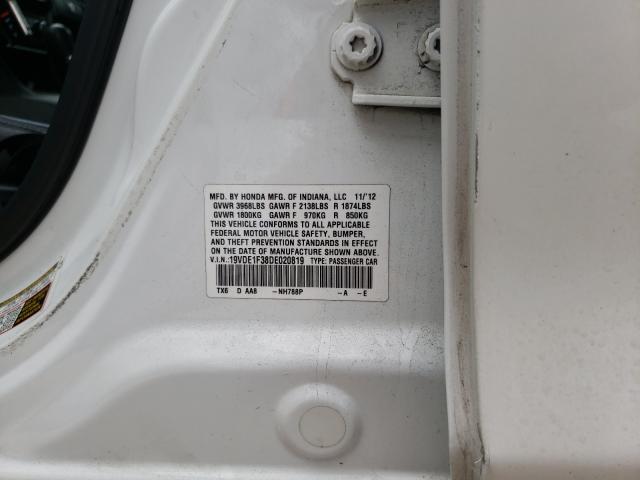 MFD. BY HONDA MFG. OF INDIANA, LLC 11/'12
GVWR 3968LBS GAWR F 2138LBS R 1874LBS
GVWR 1800KG GAWR F 970KG R 850KG
THIS VEHICLE CONFORMS TO ALL APPLICABLE
FEDERAL MOTOR VEHICLE SAFETY, BUMPER,
AND THEFT PREVENTION STANDARDS IN EFFECT
ON THE DATE OF MANUFACTURE SHOWN ABOVE.
V.I.N.:19VDE1F38DE020819 TYPE: PASSENGER CAR
TX6 D AA8 -NH788P -A -E